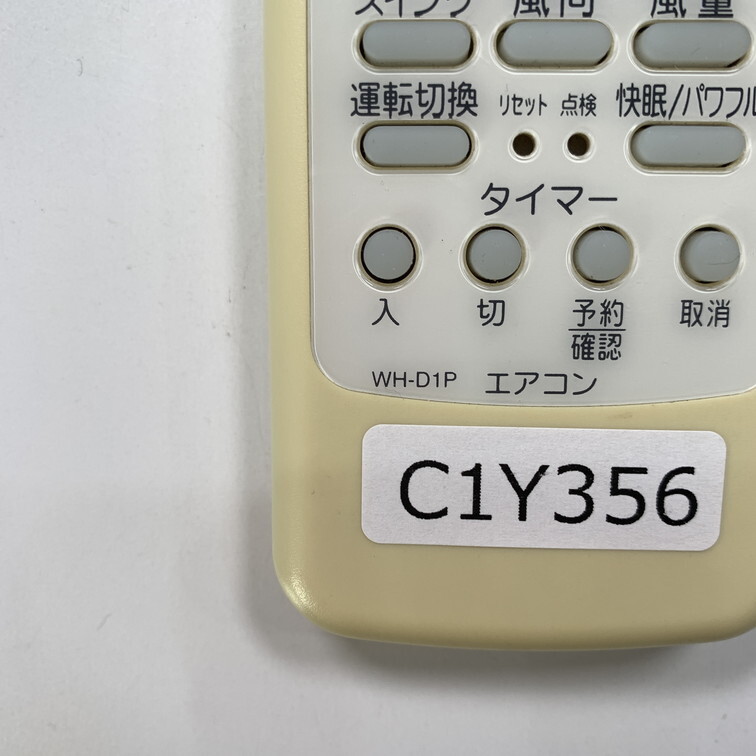 スイング 風向 風量
運転切換 リセット 点検 快眠/パワフル
タイマー
入 切 予約 取消
確認
WH-D1P エアコン
C1Y356